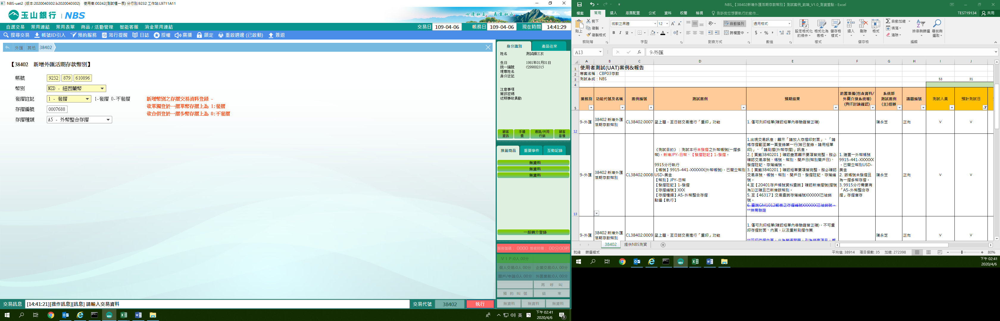 NBS-uat2 (版本:2020040302.b2020040302) 使用者:00242(測試櫃一辰) 分行別:9232 工作站:L9711A11
玉山銀行 | NBS
心清如玉 義重如山
自選交易 常用連結 常用表單 商品 / 活動管理 智能客服 消金常用連結
交易日 109-04-06 帳務日 109-04-06 現在時間 14:41:29
搜尋交易 帳號ID引入 預約服務 蒞行提醒 日誌 授權 廣播 鎖定 重啟週邊 (已啟動) 簽退
外匯 其他 38402
【38402 新增外匯活期存款幣別】
帳號 9232 879 610896
幣別 NZD - 紐西蘭幣
發摺註記 1 - 發摺 1-發摺 0-不發摺
存摺編號 0007688
存摺種類 A5 - 外幣整合存摺
新增幣別之存摺交易資料登錄 -
欲單獨登於一摺單幣存摺上為 1:發摺
欲合併登於一摺多幣存摺上為 0:不發摺
身分識別 產品往來
姓名 測試顏三亥
生日 1981年01月01日
統一編號 C299002315
理專姓名
身分註記
注意事項
簡訊密碼
近期事故異動
顧客資訊 手續費 通路/共同行銷 顧客影像
推薦商品 重要事件 互動記錄
無資料
無資料
無資料
一般轉介登錄
服務號碼： 0000 等候時間： 00分00秒
V I P:0人 00分
個人交易:0人 00分 企業交易:0人 00分
開戶/申請:0人 00分 外匯業務:0人 00分
再 呼 叫
預 約 叫 號 結 束
無資料 無資料 無資料
交易訊息 [14:41:21][操作訊息][訊息] 請輸入交易資料
交易代號 38402 執行
英 下午 02:41
2020/4/6
3
NBS_【38402新增外匯活期存款幣別】測試案例_前端_V1.0_測資盤點 - Excel
檔案 常用 插入 版面配置 公式 資料 校閱 檢視 告訴我您想要執行的動作... TEST19134 共用
貼上 剪下 複製 複製格式
微軟正黑體 12
B I U
自動換列 跨欄置中
通用格式
$ %
設定格式化的條件 格式化為表格 儲存格樣式
插入 刪除 格式
自動加總 填滿 清除 排序與篩選 尋找與選取
剪貼簿 字型 對齊方式 數值 樣式 儲存格 編輯
A13 9-外匯
A B C D E F G H I J
1 使用者測試(UAT)案例&報告
2 專案名稱：CBP03存款
3 測試系統：NBS 53 31
4
5 業務別 功能代號及名稱 案例編號 測試案例 預期結果 前置準備(包含資料/外圍介接系統等)(與IT討論確認) 系統部測試案例(主)經辦 議題編號 測試人員 預計測試日
12 9-外匯 38402 新增外匯活期存款幣別 CL38402.0007 呈上題，至日誌交易進行「重印」功能 1. 僅可列印短單(確認短單內容驗證皆正確) 陳永芝 正向 V V
13 9-外匯 38402 新增外匯活期存款幣別 CL38402.0008
《測試目的》：測試本行未發摺之外幣帳號(一摺多幣)，新增JPY-日幣、【發摺註記】1-發摺。
9915分行執行
【帳號】9915-441-XXXXXX(外幣帳號)，已開立幣別USD-美金
【幣別】JPY-日幣
【發摺註記】1-發摺
【存摺編號】XXX
【存摺種類】A5-外幣整合存摺
點選【執行】
1.出現交易訊息：顯示「請放入存摺印封面」、「請將存摺翻至第一頁登錄第一行(若已登錄，請用短單印)」、「請刷摺(外幣存摺)」訊息。
2. [ 頁籤3840201 ] 確認畫面顯示要項皆完整，務必確認交易序號、帳號、幣別、開戶日(幣別開戶日)、發摺註記、存簿編號。
3. [ 頁籤3840201 ] 確認短單要項皆完整，務必確認交易序號、帳號、幣別、開戶日、發摺註記、存簿編號。
4.至【20401存戶帳號資料查詢】確認新增摺號(摺號為1)正確且已新增該幣別。
5. 至【46317】交易查詢存簿編號XXXXXX已被銷號。
6. 查詢GM1012報表之存摺編號XXXXXX已被銷號。
**無需驗證
1. 建置一外幣帳號9915-441-XXXXXX，已開立幣別USD-美金
2. 該帳號未發摺且為一摺多幣存摺。
3. 9915分行需要有「A5-外幣整合存摺」存摺庫存
陳永芝 正向 V V
9-外匯 38402 新增外匯活期存款幣別 CL38402.0009 呈上題，至日誌交易進行「重印」功能
1. 僅可列印短單(確認短單內容驗證皆正確)，不可重印存摺封面、內頁，以及重新刷摺作業
陳永芝 正向 V V
38402 提供NBS測資
就緒 篩選模式 平均值: 38914 項目個數: 35 加總: 272398 80%
下午 02:41
2020/4/6